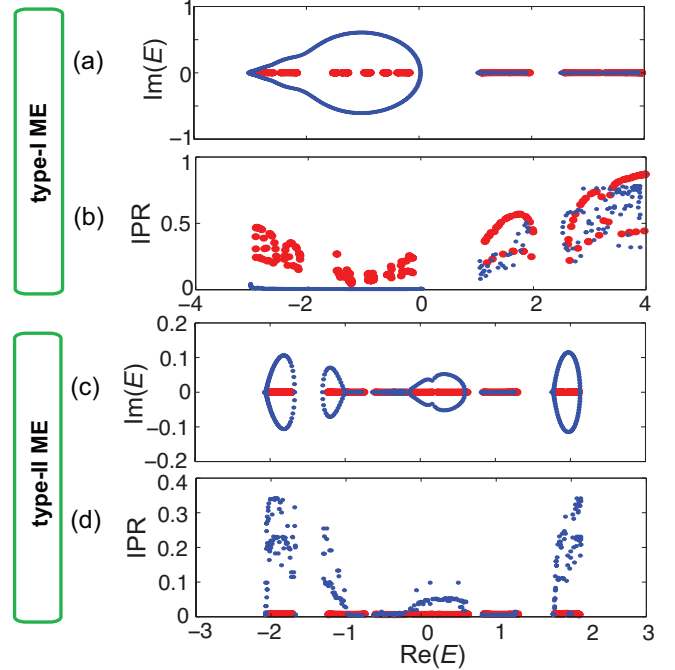 type-I ME
(a)
Im(E)
1
0
−1
(b)
IPR
1
0.5
0
−4 −2 0 2 4
type-II ME
(c)
Im(E)
0.2
0.1
0
−0.1
−0.2
(d)
IPR
0.4
0.3
0.2
0.1
0
−3 −2 −1 0 1 2 3
Re(E)